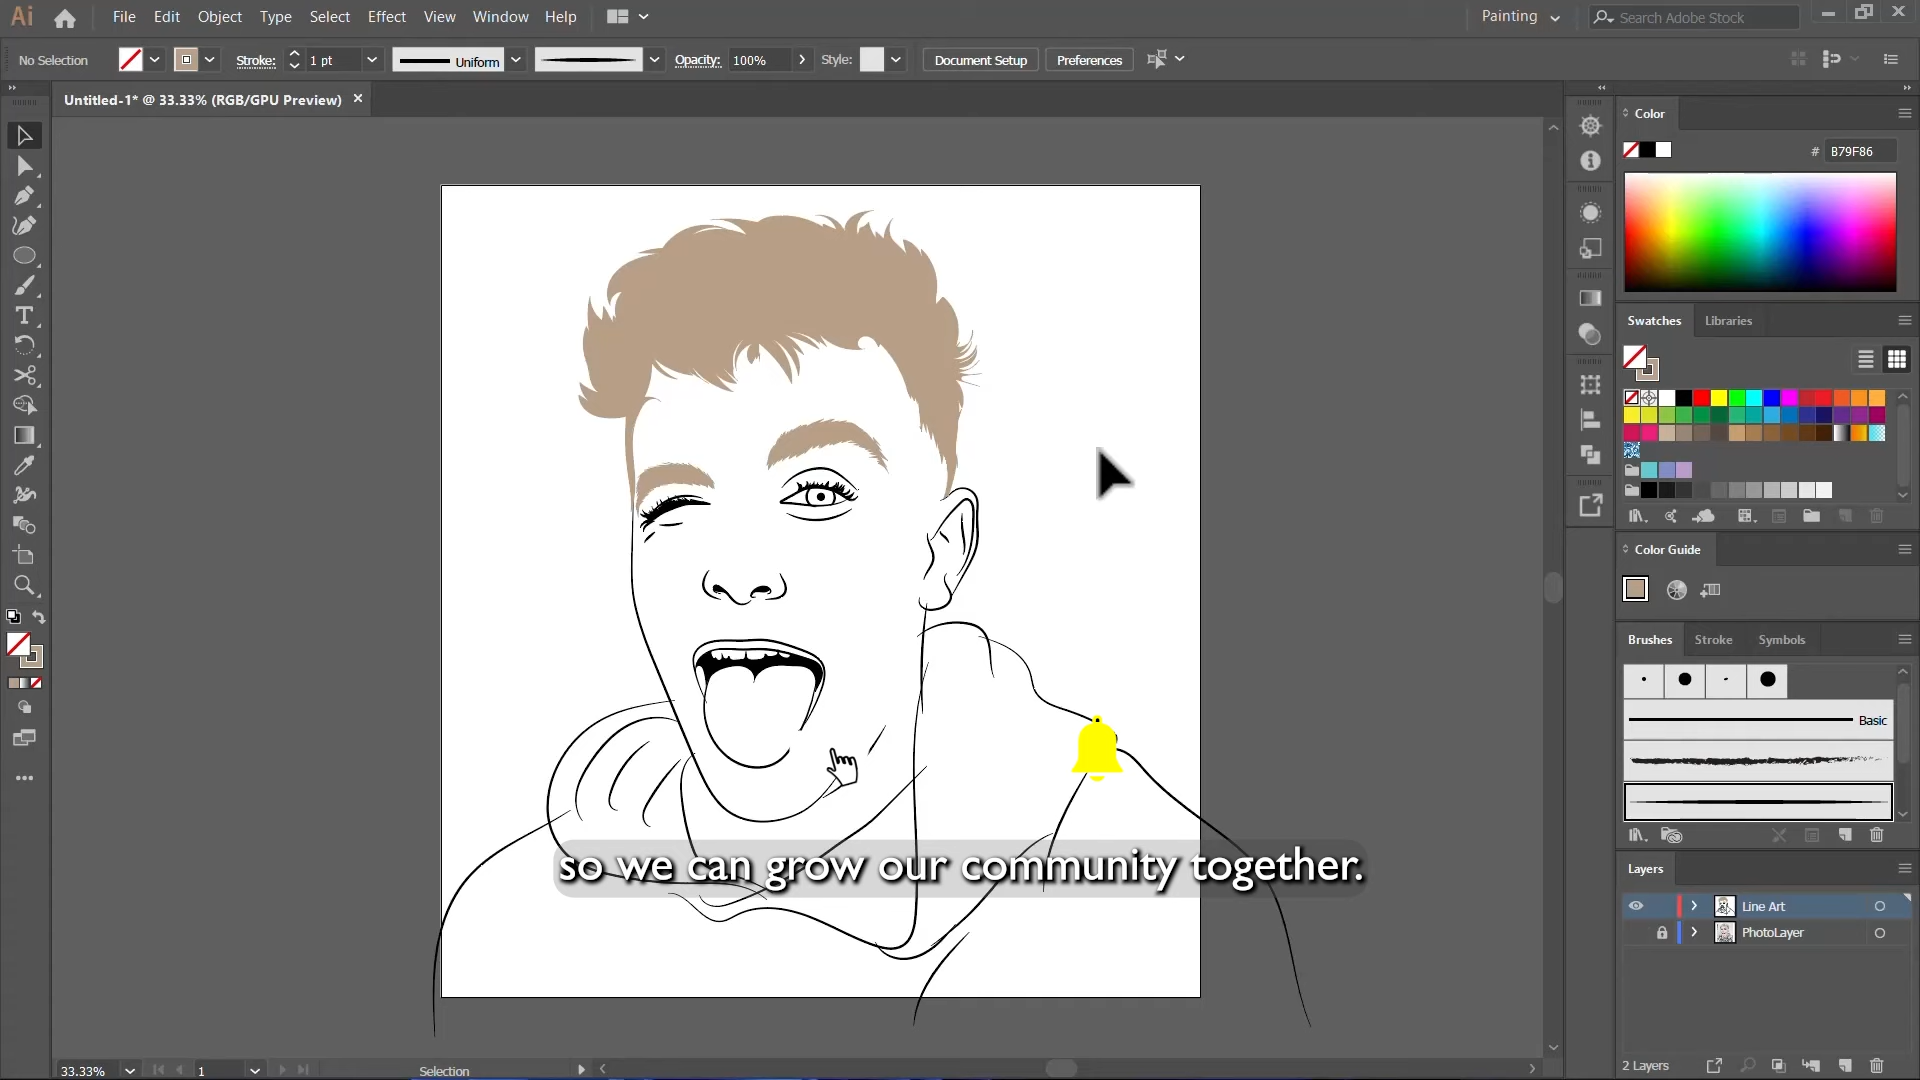 Ai File Edit Object Type Select Effect View Window Help Painting Search Adobe Stock
No Selection Stroke: 1 pt Uniform Opacity: 100% Style: Document Setup Preferences
Untitled-1* @ 33.33% (RGB/GPU Preview)
Color
# B79F86
Swatches Libraries
Color Guide
Brushes Stroke Symbols
Basic
so we can grow our community together.
Layers
Line Art
PhotoLayer
2 Layers
33.33% 1 Selection